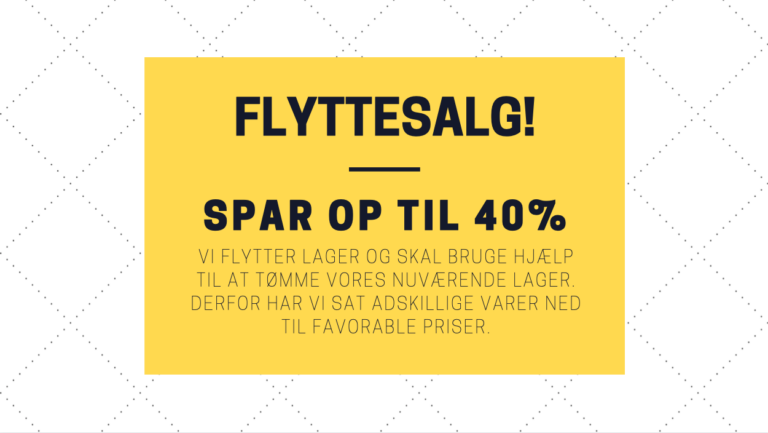 FLYTTESALG!
SPAR OP TIL 40%
VI FLYTTER LAGER OG SKAL BRUGE HJÆLP
TIL AT TØMME VORES NUVÆRENDE LAGER.
DERFOR HAR VI SAT ADSKILLIGE VARER NED
TIL FAVORABLE PRISER.